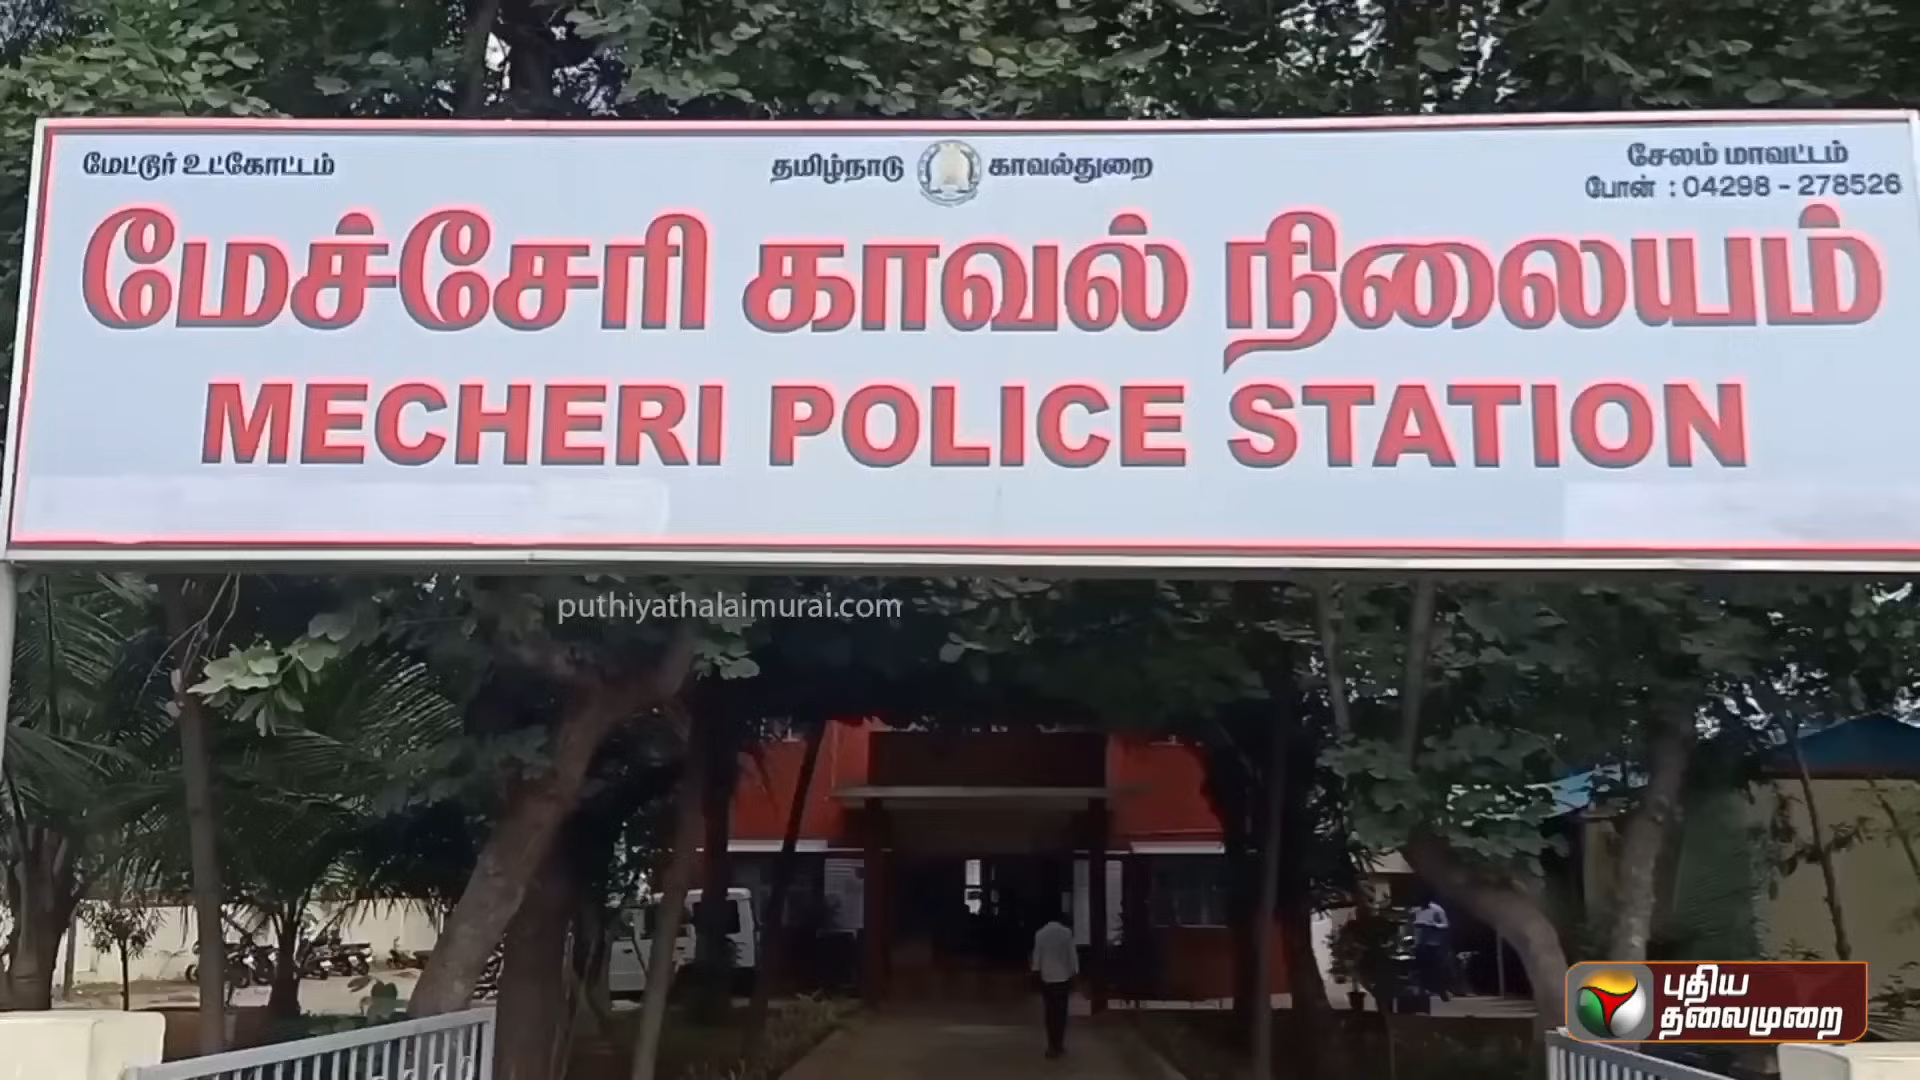 மேட்டூர் உட்கோட்டம்
தமிழ்நாடு காவல்துறை
சேலம் மாவட்டம்
போன் : 04298 - 278526
மேச்சேரி காவல் நிலையம்
MECHERI POLICE STATION
puthiyathalaimurai.com
புதிய
தலைமுறை